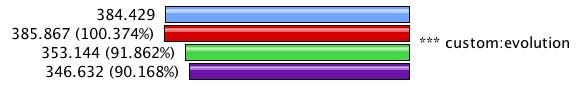 384.429
385.867 (100.374%)
353.144 (91.862%)
346.632 (90.168%)
*** custom:evolution